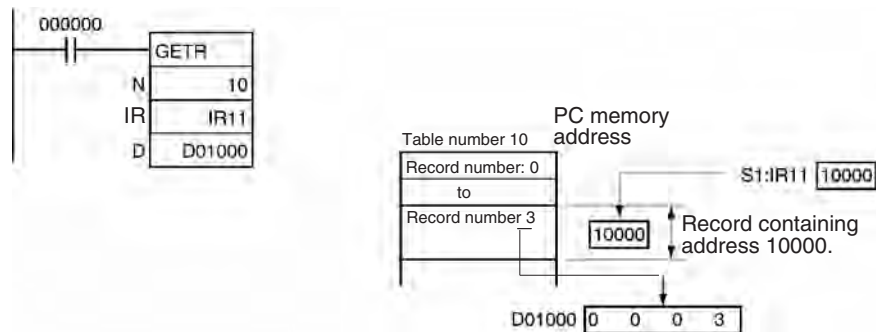 000000
GETR
N 10
IR IR11
D D01000
PC memory
address
Table number 10
Record number: 0
to
Record number 3
S1:IR11 10000
10000
Record containing
address 10000.
D01000 0 0 0 3